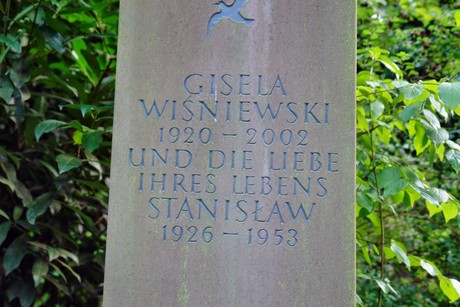 GISELA
WIŚNIEWSKI
1920 – 2002
UND DIE LIEBE
IHRES LEBENS
STANISŁAW
1926 – 1953